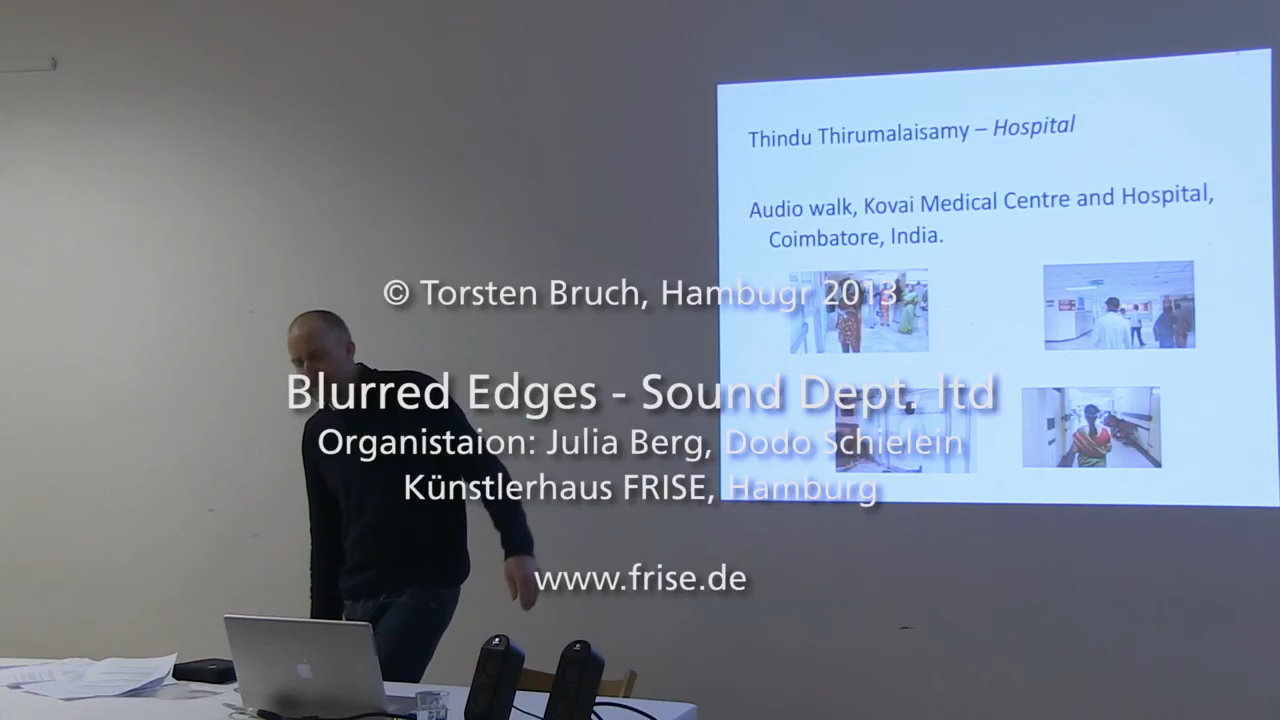 Thindu Thirumalaisamy – Hospital
Audio walk, Kovai Medical Centre and Hospital,
Coimbatore, India.
© Torsten Bruch, Hambugr 2013
Blurred Edges - Sound Dept. ltd
Organistaion: Julia Berg, Dodo Schielein
Künstlerhaus FRISE, Hamburg
www.frise.de